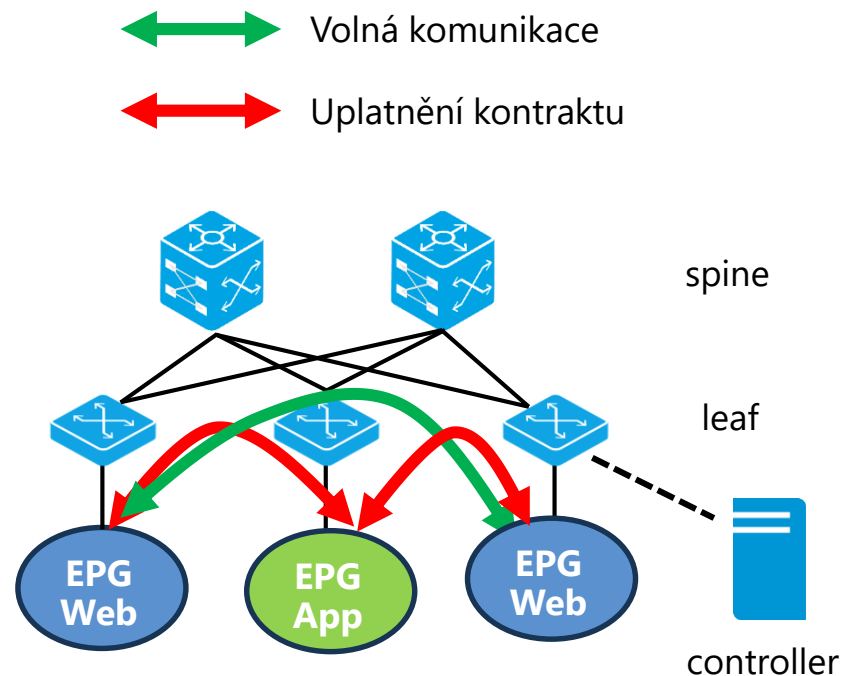 Volná komunikace
Uplatnění kontraktu
spine
leaf
EPG
Web
EPG
App
EPG
Web
controller